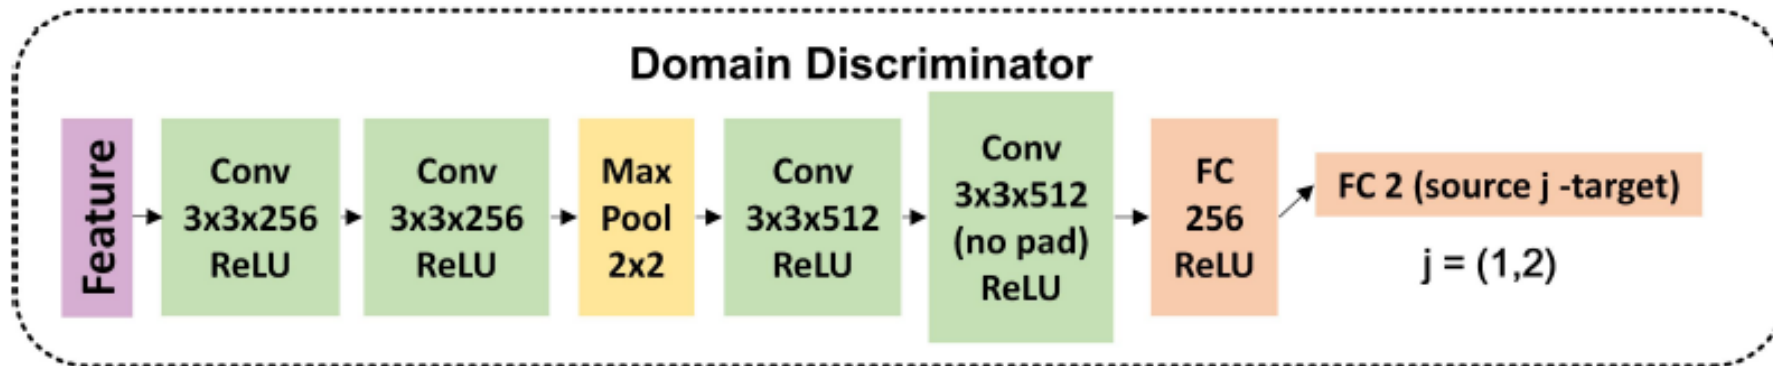 Domain Discriminator
Feature
Conv
3x3x256
ReLU
Conv
3x3x256
ReLU
Max
Pool
2x2
Conv
3x3x512
ReLU
Conv
3x3x512
(no pad)
ReLU
FC
256
ReLU
FC 2 (source j -target)
j = (1,2)